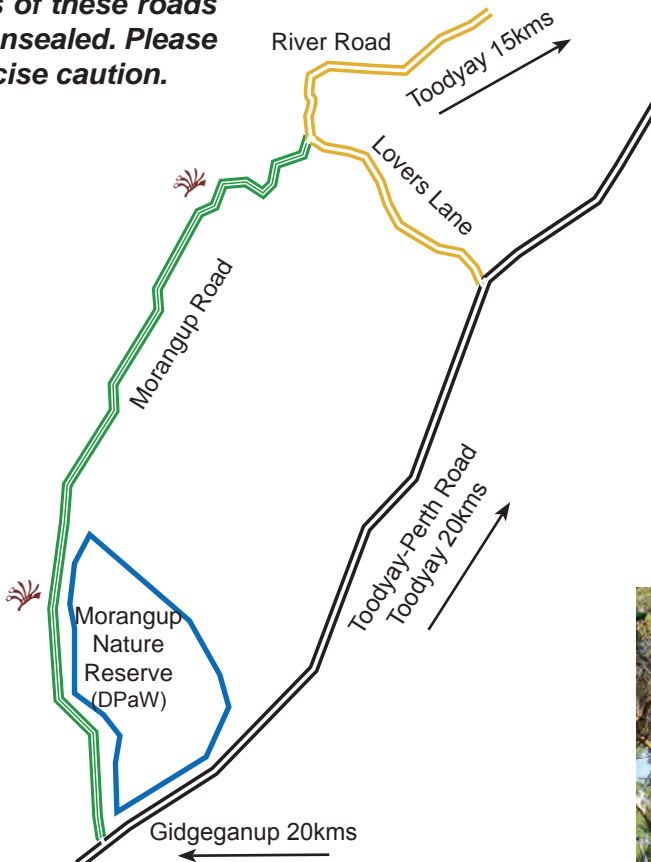 s of these roads
nsealed. Please
cise caution.
River Road
Toodyay 15kms
Lovers Lane
Morangup Road
Toodyay-Perth Road
Toodyay 20kms
Morangup
Nature
Reserve
(DPaW)
Gidgeganup 20kms